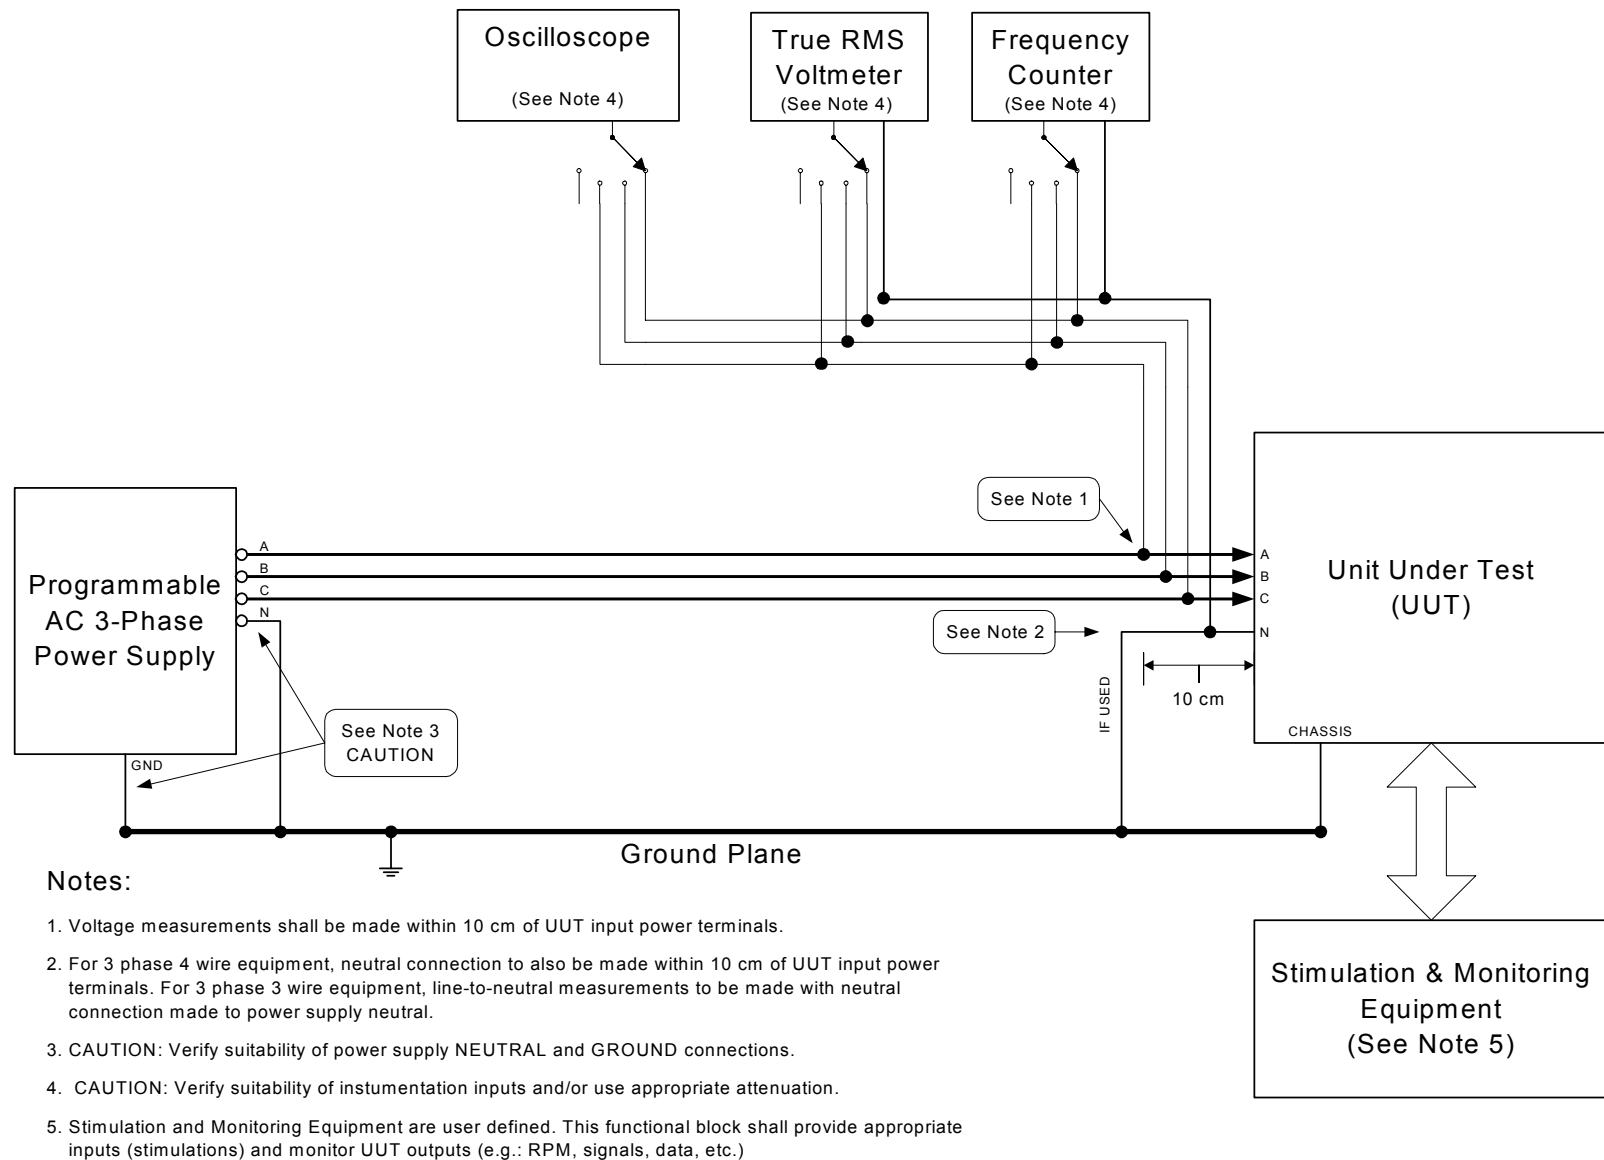 Oscilloscope
(See Note 4)
True RMS
Voltmeter
(See Note 4)
Frequency
Counter
(See Note 4)
See Note 1
Programmable
AC 3-Phase
Power Supply
A
B
C
N
GND
A
B
C
N
Unit Under Test
(UUT)
See Note 2
IF USED
10 cm
CHASSIS
See Note 3
CAUTION
Ground Plane
Stimulation & Monitoring
Equipment
(See Note 5)
Notes:
1. Voltage measurements shall be made within 10 cm of UUT input power terminals.
2. For 3 phase 4 wire equipment, neutral connection to also be made within 10 cm of UUT input power
terminals. For 3 phase 3 wire equipment, line-to-neutral measurements to be made with neutral
connection made to power supply neutral.
3. CAUTION: Verify suitability of power supply NEUTRAL and GROUND connections.
4. CAUTION: Verify suitability of instumentation inputs and/or use appropriate attenuation.
5. Stimulation and Monitoring Equipment are user defined. This functional block shall provide appropriate
inputs (stimulations) and monitor UUT outputs (e.g.: RPM, signals, data, etc.)